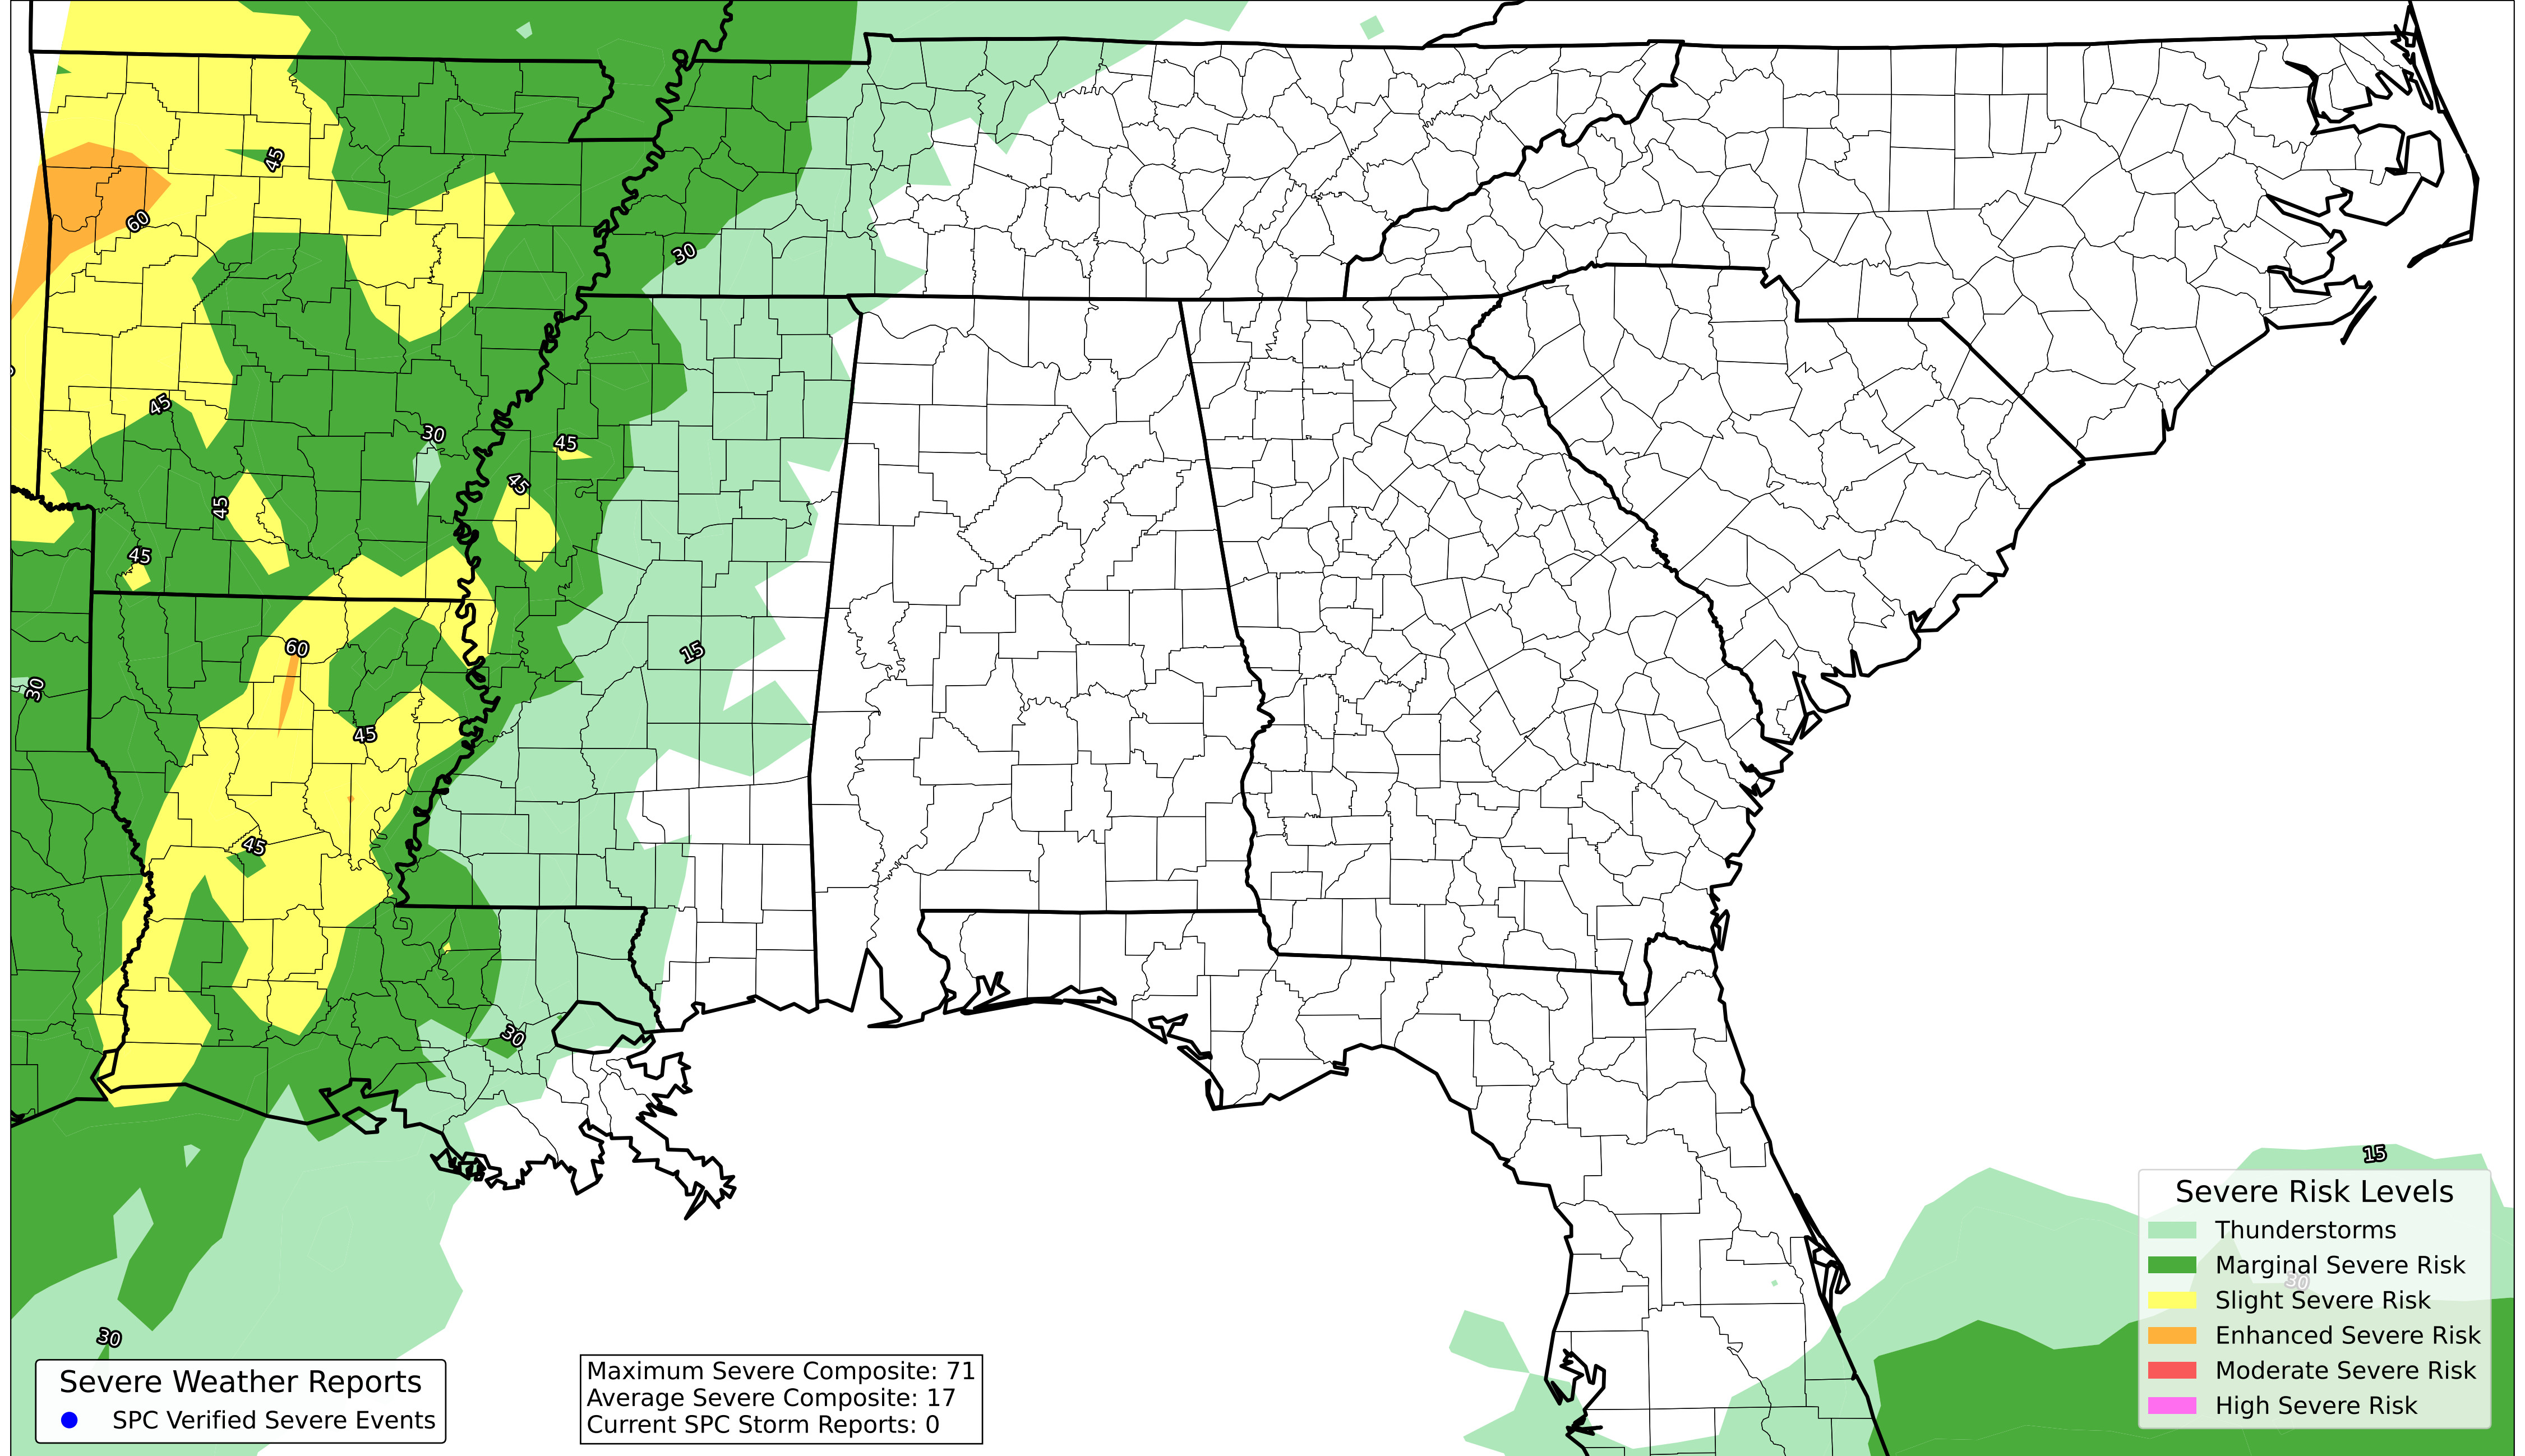 45
60
30
45
30
45
45
45
45
60
15
30
45
45
30
15
30
30
Severe Risk Levels
Thunderstorms
Marginal Severe Risk
Slight Severe Risk
Enhanced Severe Risk
Moderate Severe Risk
High Severe Risk
Severe Weather Reports
SPC Verified Severe Events
Maximum Severe Composite: 71
Average Severe Composite: 17
Current SPC Storm Reports: 0